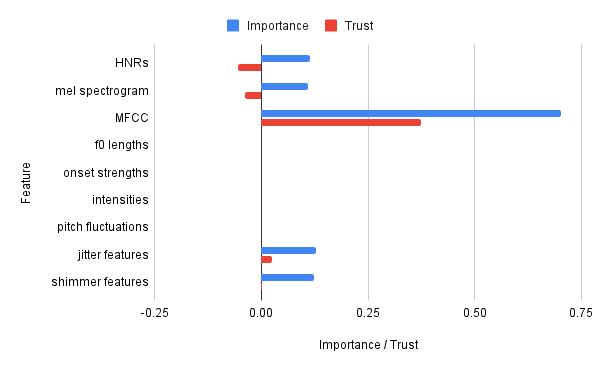 Importance Trust
HNRs
mel spectrogram
MFCC
f0 lengths
onset strengths
intensities
pitch fluctuations
jitter features
shimmer features
Feature
-0.25 0.00 0.25 0.50 0.75
Importance / Trust